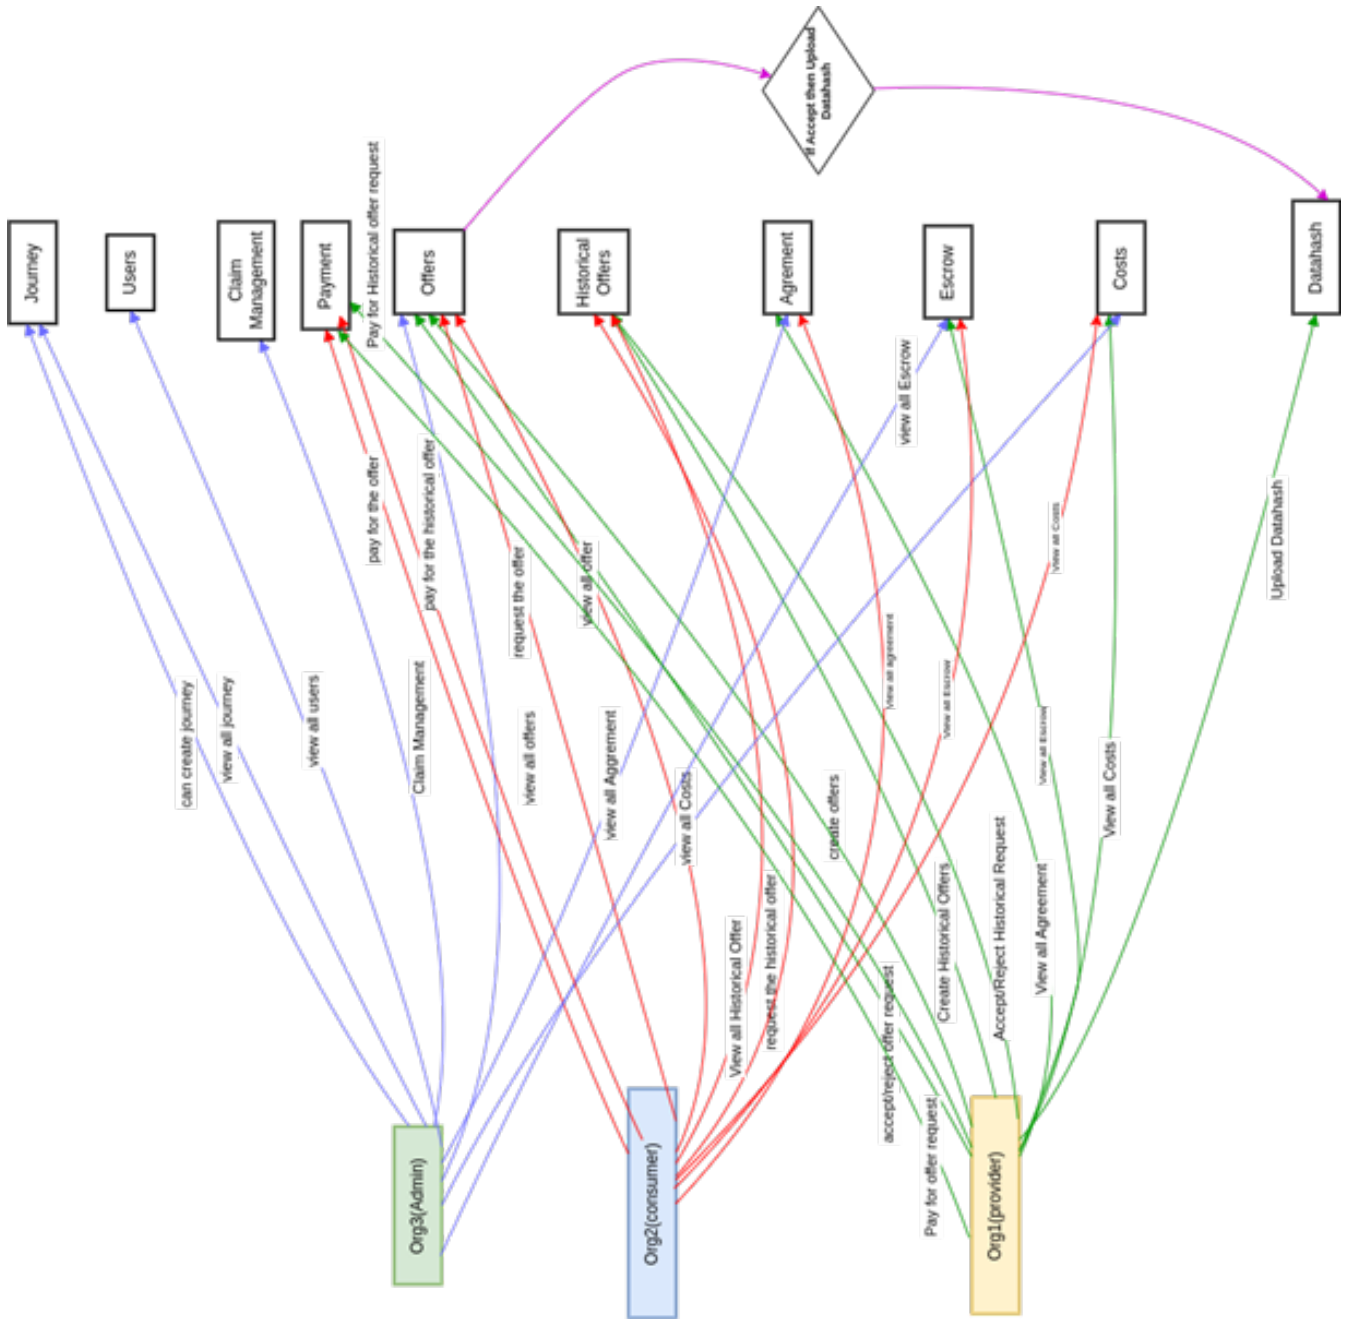 If Accept then Upload
Datahash
Journey
Users
Claim
Management
Payment
Pay for Historical offer request
Offers
Historical
Offers
Agrement
Escrow
Costs
Datahash
can create journey
view all journey
view all users
Claim Management
pay for the offer
pay for the historical offer
view all offers
request the offer
view all offer
view all Aggrement
view all Costs
View all Historical Offer
request the historical offer
create offers
accept/reject offer request
Pay for offer request
view all agreement
view all Escrow
view all Escrow
Create Historical Offers
Accept/Reject Historical Request
View all Agreement
view all Escrow
view all Costs
View all Costs
Upload Datahash
Org3(Admin)
Org2(consumer)
Org1(provider)